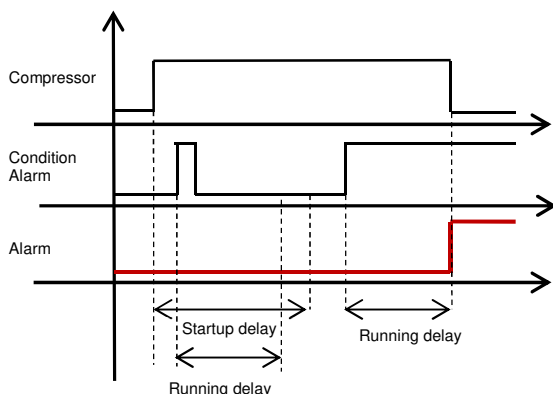 Compressor
Condition
Alarm
Alarm
Startup delay
Running delay
Running delay